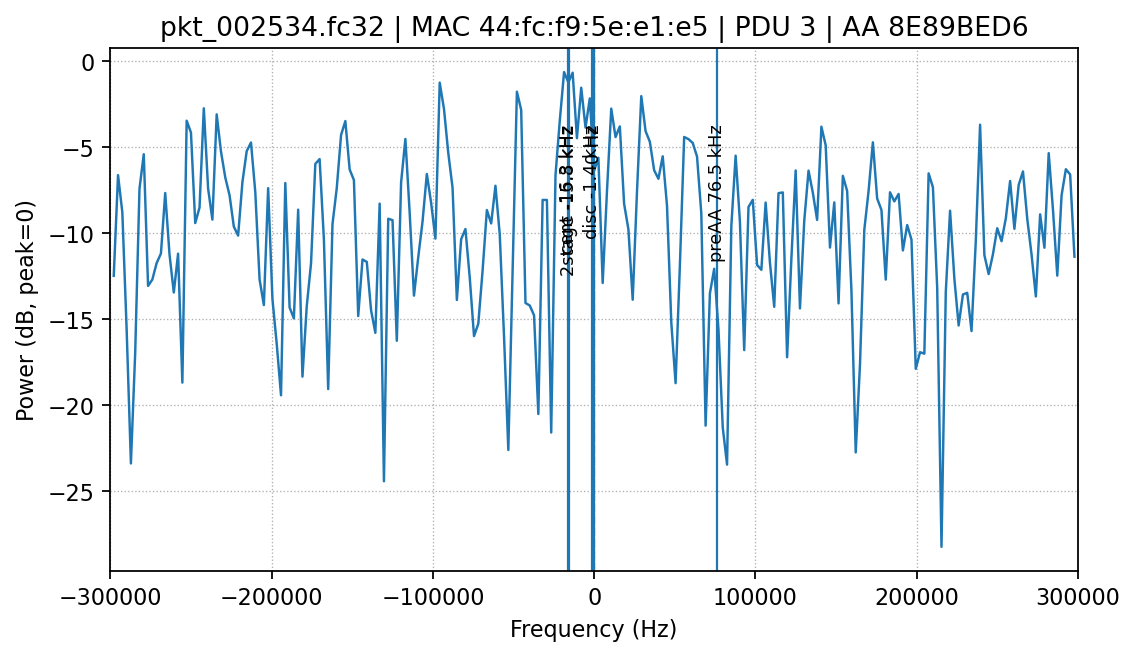 pkt_002534.fc32 | MAC 44:fc:f9:5e:e1:e5 | PDU 3 | AA 8E89BED6
Power (dB, peak=0)
0
−5
−10
−15
−20
−25
disc -1.40kHz
preAA 76.5 kHz
−300000
−200000
−100000
0
100000
200000
300000
Frequency (Hz)